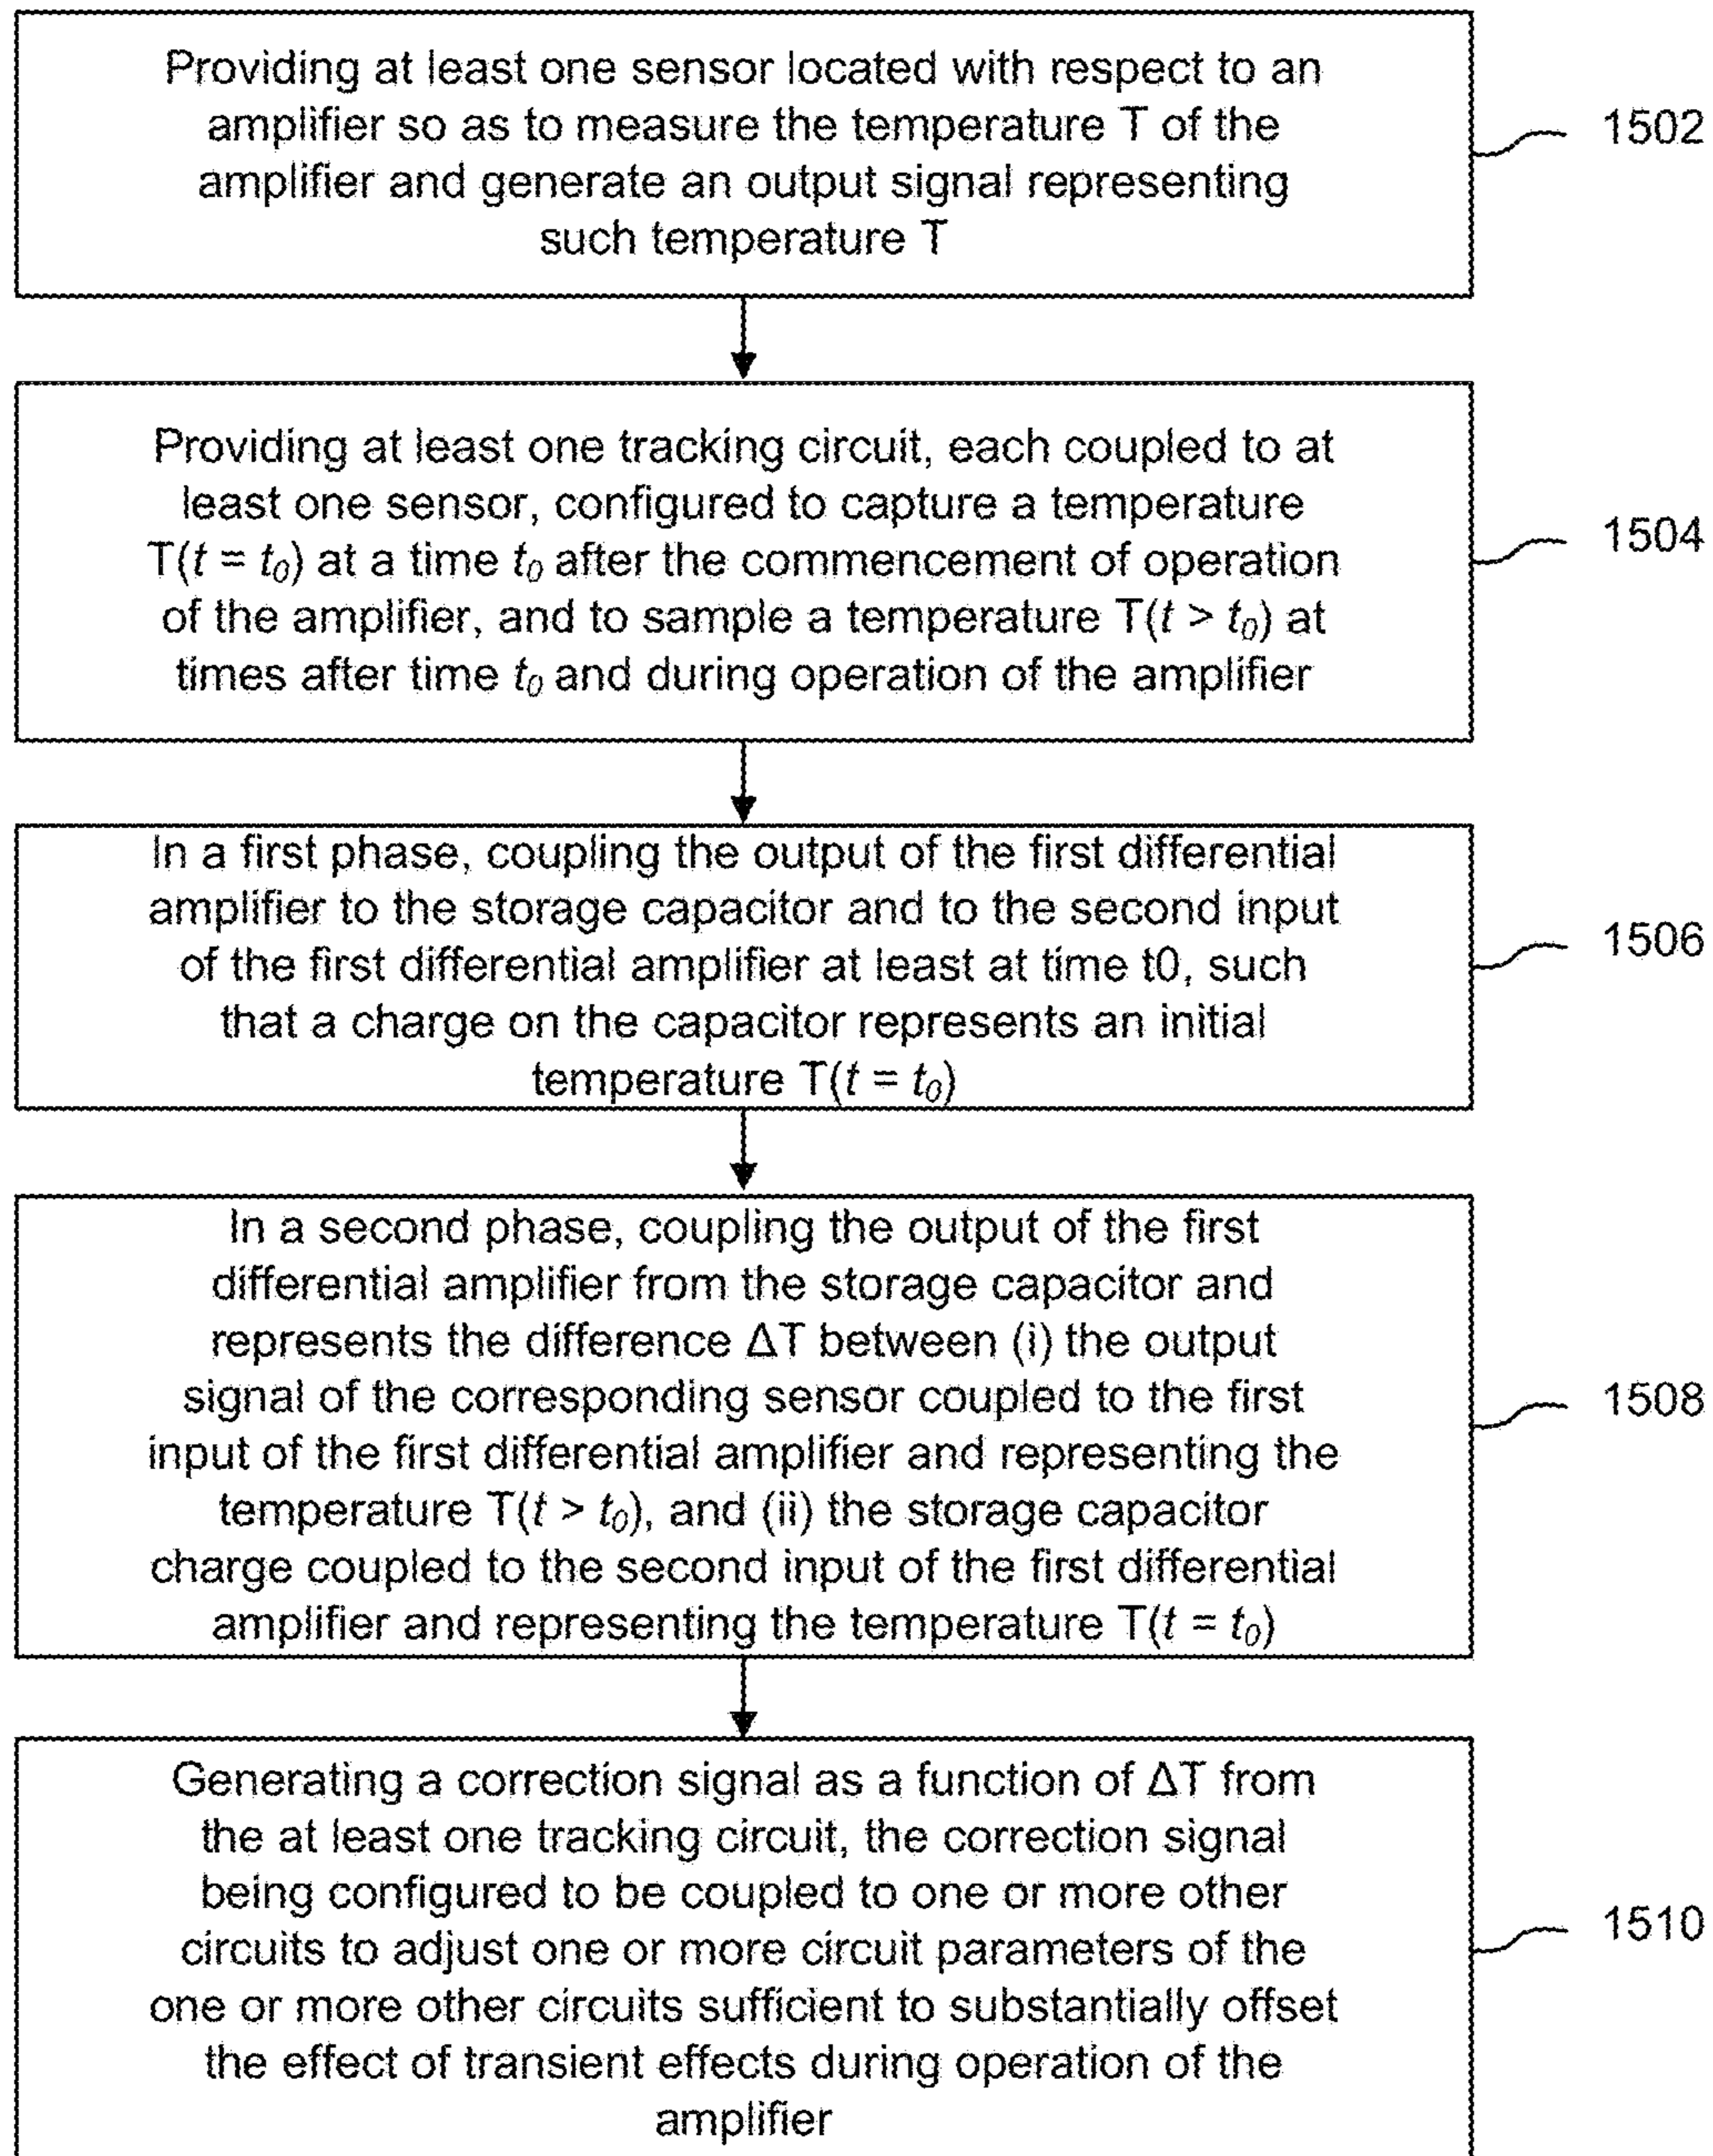 Providing at least one sensor located with respect to an
amplifier so as to measure the temperature T of the
amplifier and generate an output signal representing
such temperature T
1502
Providing at least one tracking circuit, each coupled to at
least one sensor, configured to capture a temperature
T(t = t₀) at a time t₀ after the commencement of operation
of the amplifier, and to sample a temperature T(t > t₀) at
times after time t₀ and during operation of the amplifier
1504
In a first phase, coupling the output of the first differential
amplifier to the storage capacitor and to the second input
of the first differential amplifier at least at time t0, such
that a charge on the capacitor represents an initial
temperature T(t = t₀)
1506
In a second phase, coupling the output of the first
differential amplifier from the storage capacitor and
represents the difference ΔT between (i) the output
signal of the corresponding sensor coupled to the first
input of the first differential amplifier and representing the
temperature T(t > t₀), and (ii) the storage capacitor
charge coupled to the second input of the first differential
amplifier and representing the temperature T(t = t₀)
1508
Generating a correction signal as a function of ΔT from
the at least one tracking circuit, the correction signal
being configured to be coupled to one or more other
circuits to adjust one or more circuit parameters of the
one or more other circuits sufficient to substantially offset
the effect of transient effects during operation of the
amplifier
1510